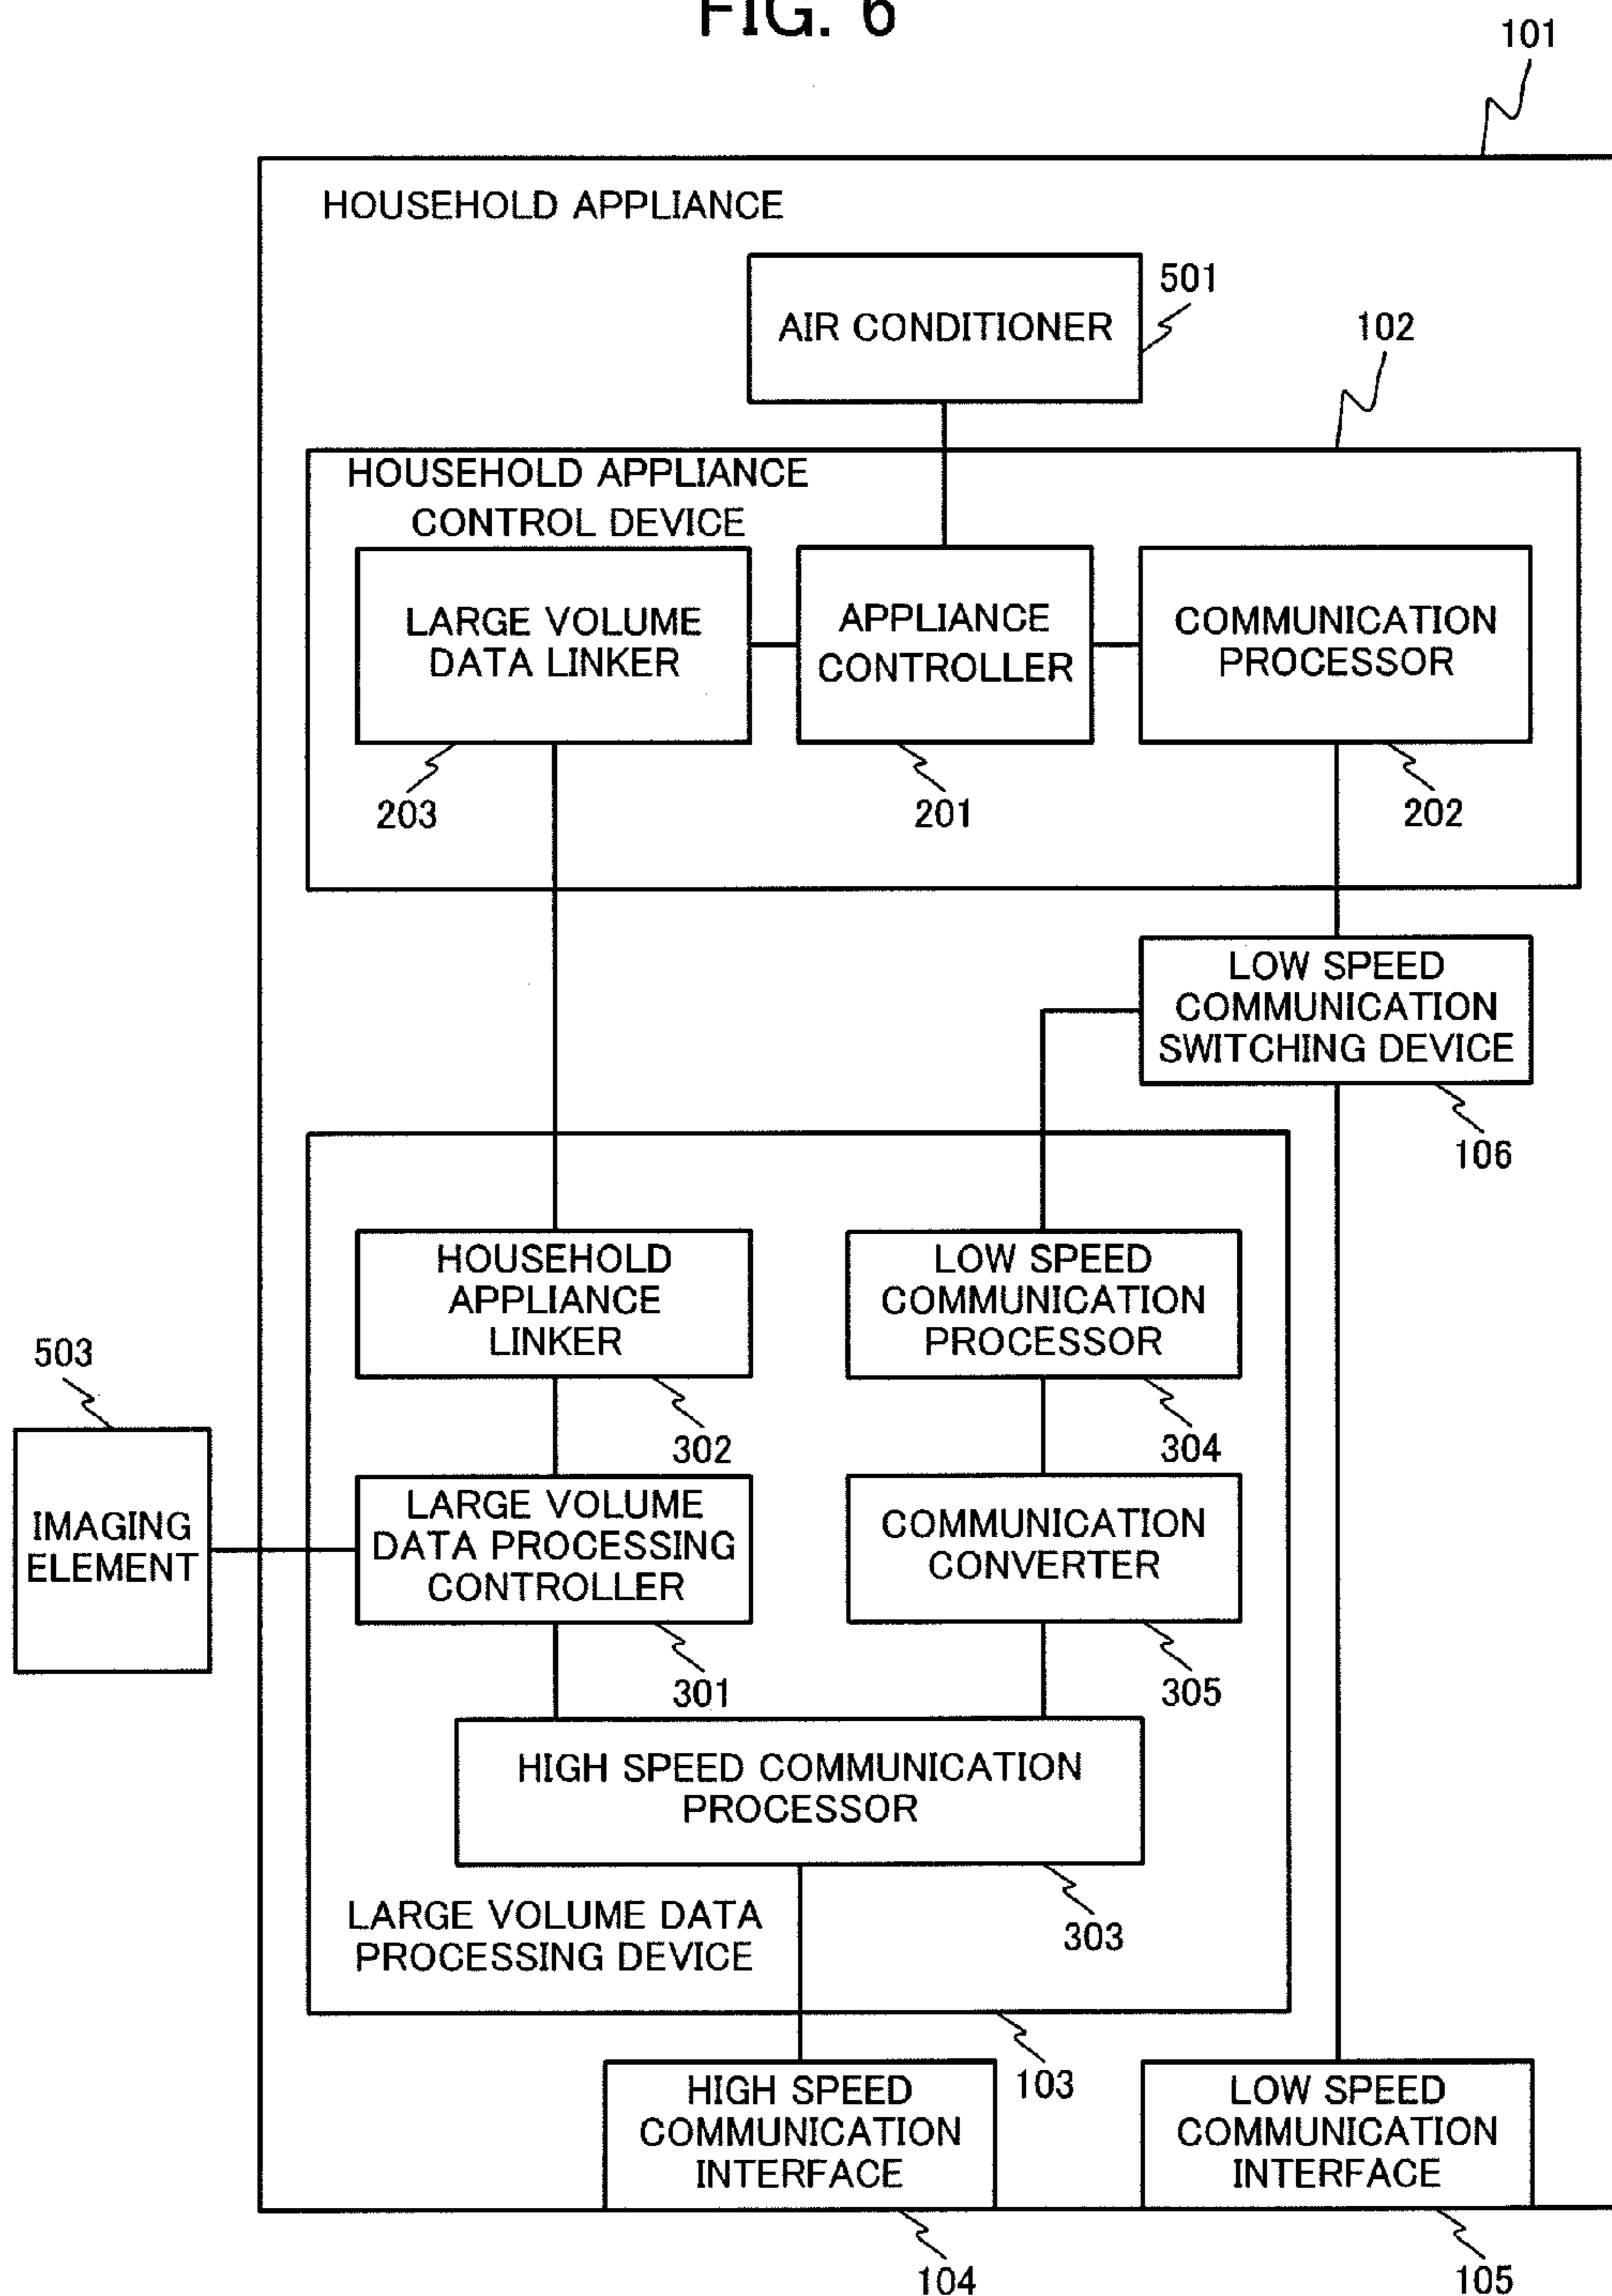 FIG. 6
101
HOUSEHOLD APPLIANCE
AIR CONDITIONER
501
102
HOUSEHOLD APPLIANCE
CONTROL DEVICE
LARGE VOLUME
DATA LINKER
APPLIANCE
CONTROLLER
COMMUNICATION
PROCESSOR
203
201
202
LOW SPEED
COMMUNICATION
SWITCHING DEVICE
106
HOUSEHOLD
APPLIANCE
LINKER
302
LOW SPEED
COMMUNICATION
PROCESSOR
304
503
IMAGING
ELEMENT
LARGE VOLUME
DATA PROCESSING
CONTROLLER
301
COMMUNICATION
CONVERTER
305
HIGH SPEED COMMUNICATION
PROCESSOR
303
LARGE VOLUME DATA
PROCESSING DEVICE
103
HIGH SPEED
COMMUNICATION
INTERFACE
104
LOW SPEED
COMMUNICATION
INTERFACE
105